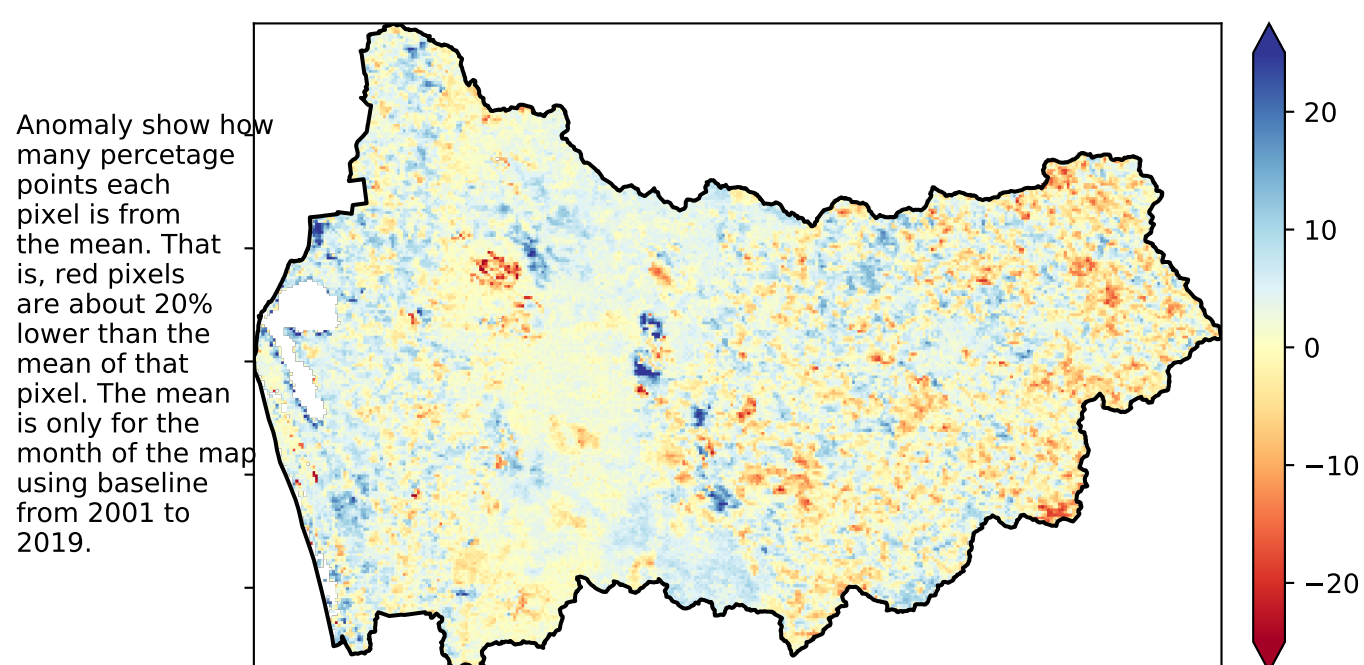 Anomaly show how
many percetage
points each
pixel is from
the mean. That
is, red pixels
are about 20%
lower than the
mean of that
pixel. The mean
is only for the
month of the map
using baseline
from 2001 to
2019.
20
10
0
−10
−20